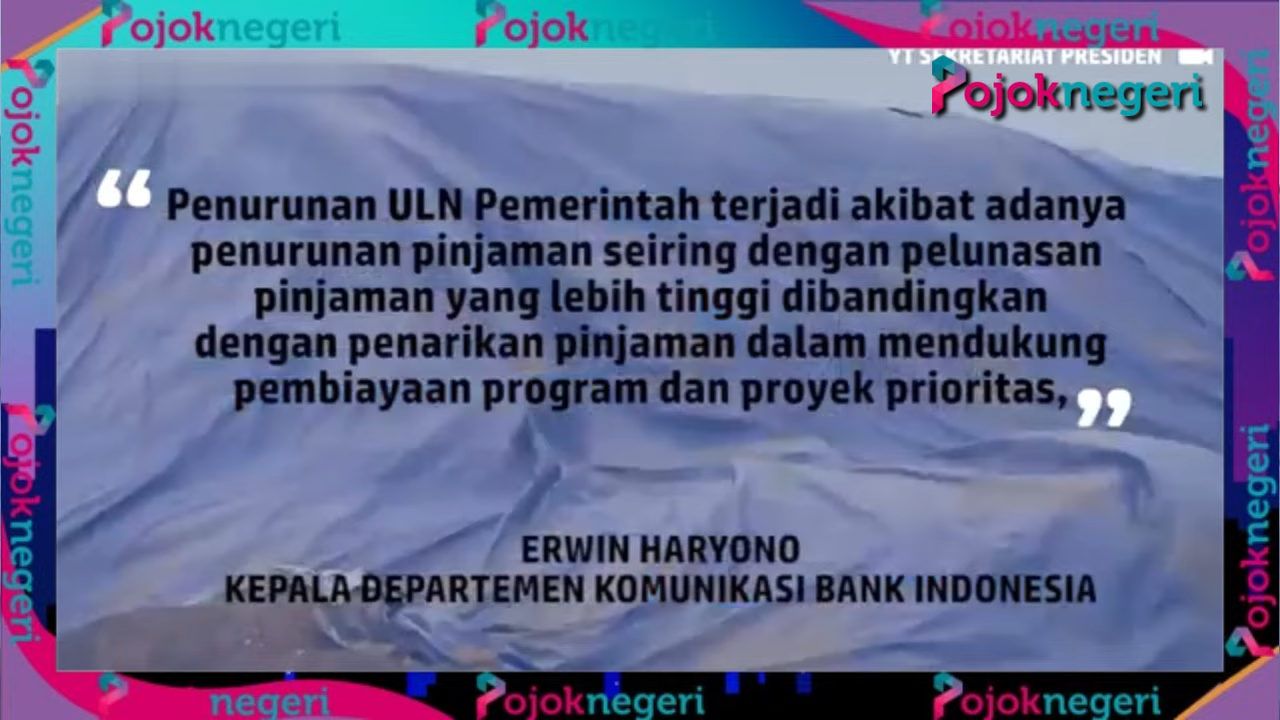 Pojoknegeri Pojoknegeri Pojoknegeri
YT SEKRETARIAT PRESIDEN
Pojoknegeri
“ Penurunan ULN Pemerintah terjadi akibat adanya
penurunan pinjaman seiring dengan pelunasan
pinjaman yang lebih tinggi dibandingkan
dengan penarikan pinjaman dalam mendukung
pembiayaan program dan proyek prioritas, ”
ERWIN HARYONO
KEPALA DEPARTEMEN KOMUNIKASI BANK INDONESIA
Pojoknegeri
Pojoknegeri
Pojoknegeri
Pojoknegeri
negeri Pojoknegeri Pojoknegeri